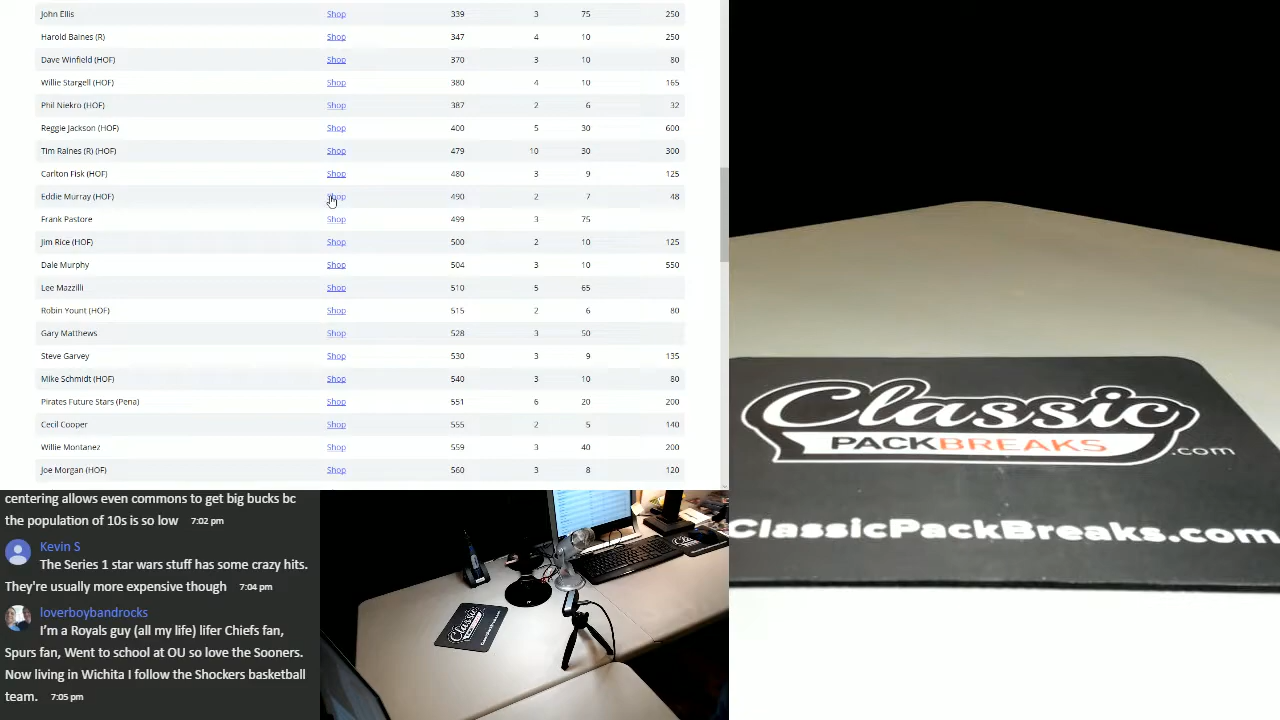 John Ellis Shop 339 3 75 250
Harold Baines (R) Shop 347 4 10 250
Dave Winfield (HOF) Shop 370 3 10 80
Willie Stargell (HOF) Shop 380 4 10 165
Phil Niekro (HOF) Shop 387 2 6 32
Reggie Jackson (HOF) Shop 400 5 30 600
Tim Raines (R) (HOF) Shop 479 10 30 300
Carlton Fisk (HOF) Shop 480 3 9 125
Eddie Murray (HOF) Shop 490 2 7 48
Frank Pastore Shop 499 3 75
Jim Rice (HOF) Shop 500 2 10 125
Dale Murphy Shop 504 3 10 550
Lee Mazzilli Shop 510 5 65
Robin Yount (HOF) Shop 515 2 6 80
Gary Matthews Shop 528 3 50
Steve Garvey Shop 530 3 9 135
Mike Schmidt (HOF) Shop 540 3 10 80
Pirates Future Stars (Pena) Shop 551 6 20 200
Cecil Cooper Shop 555 2 5 140
Willie Montanez Shop 559 3 40 200
Joe Morgan (HOF) Shop 560 3 8 120
centering allows even commons to get big bucks bc
the population of 10s is so low 7:02 pm
Kevin S
The Series 1 star wars stuff has some crazy hits.
They're usually more expensive though 7:04 pm
loverboybandrocks
I'm a Royals guy (all my life) lifer Chiefs fan,
Spurs fan, Went to school at OU so love the Sooners.
Now living in Wichita I follow the Shockers basketball
team. 7:05 pm
Classic
PACKBREAKS
.com
ClassicPackBreaks.com
Classic